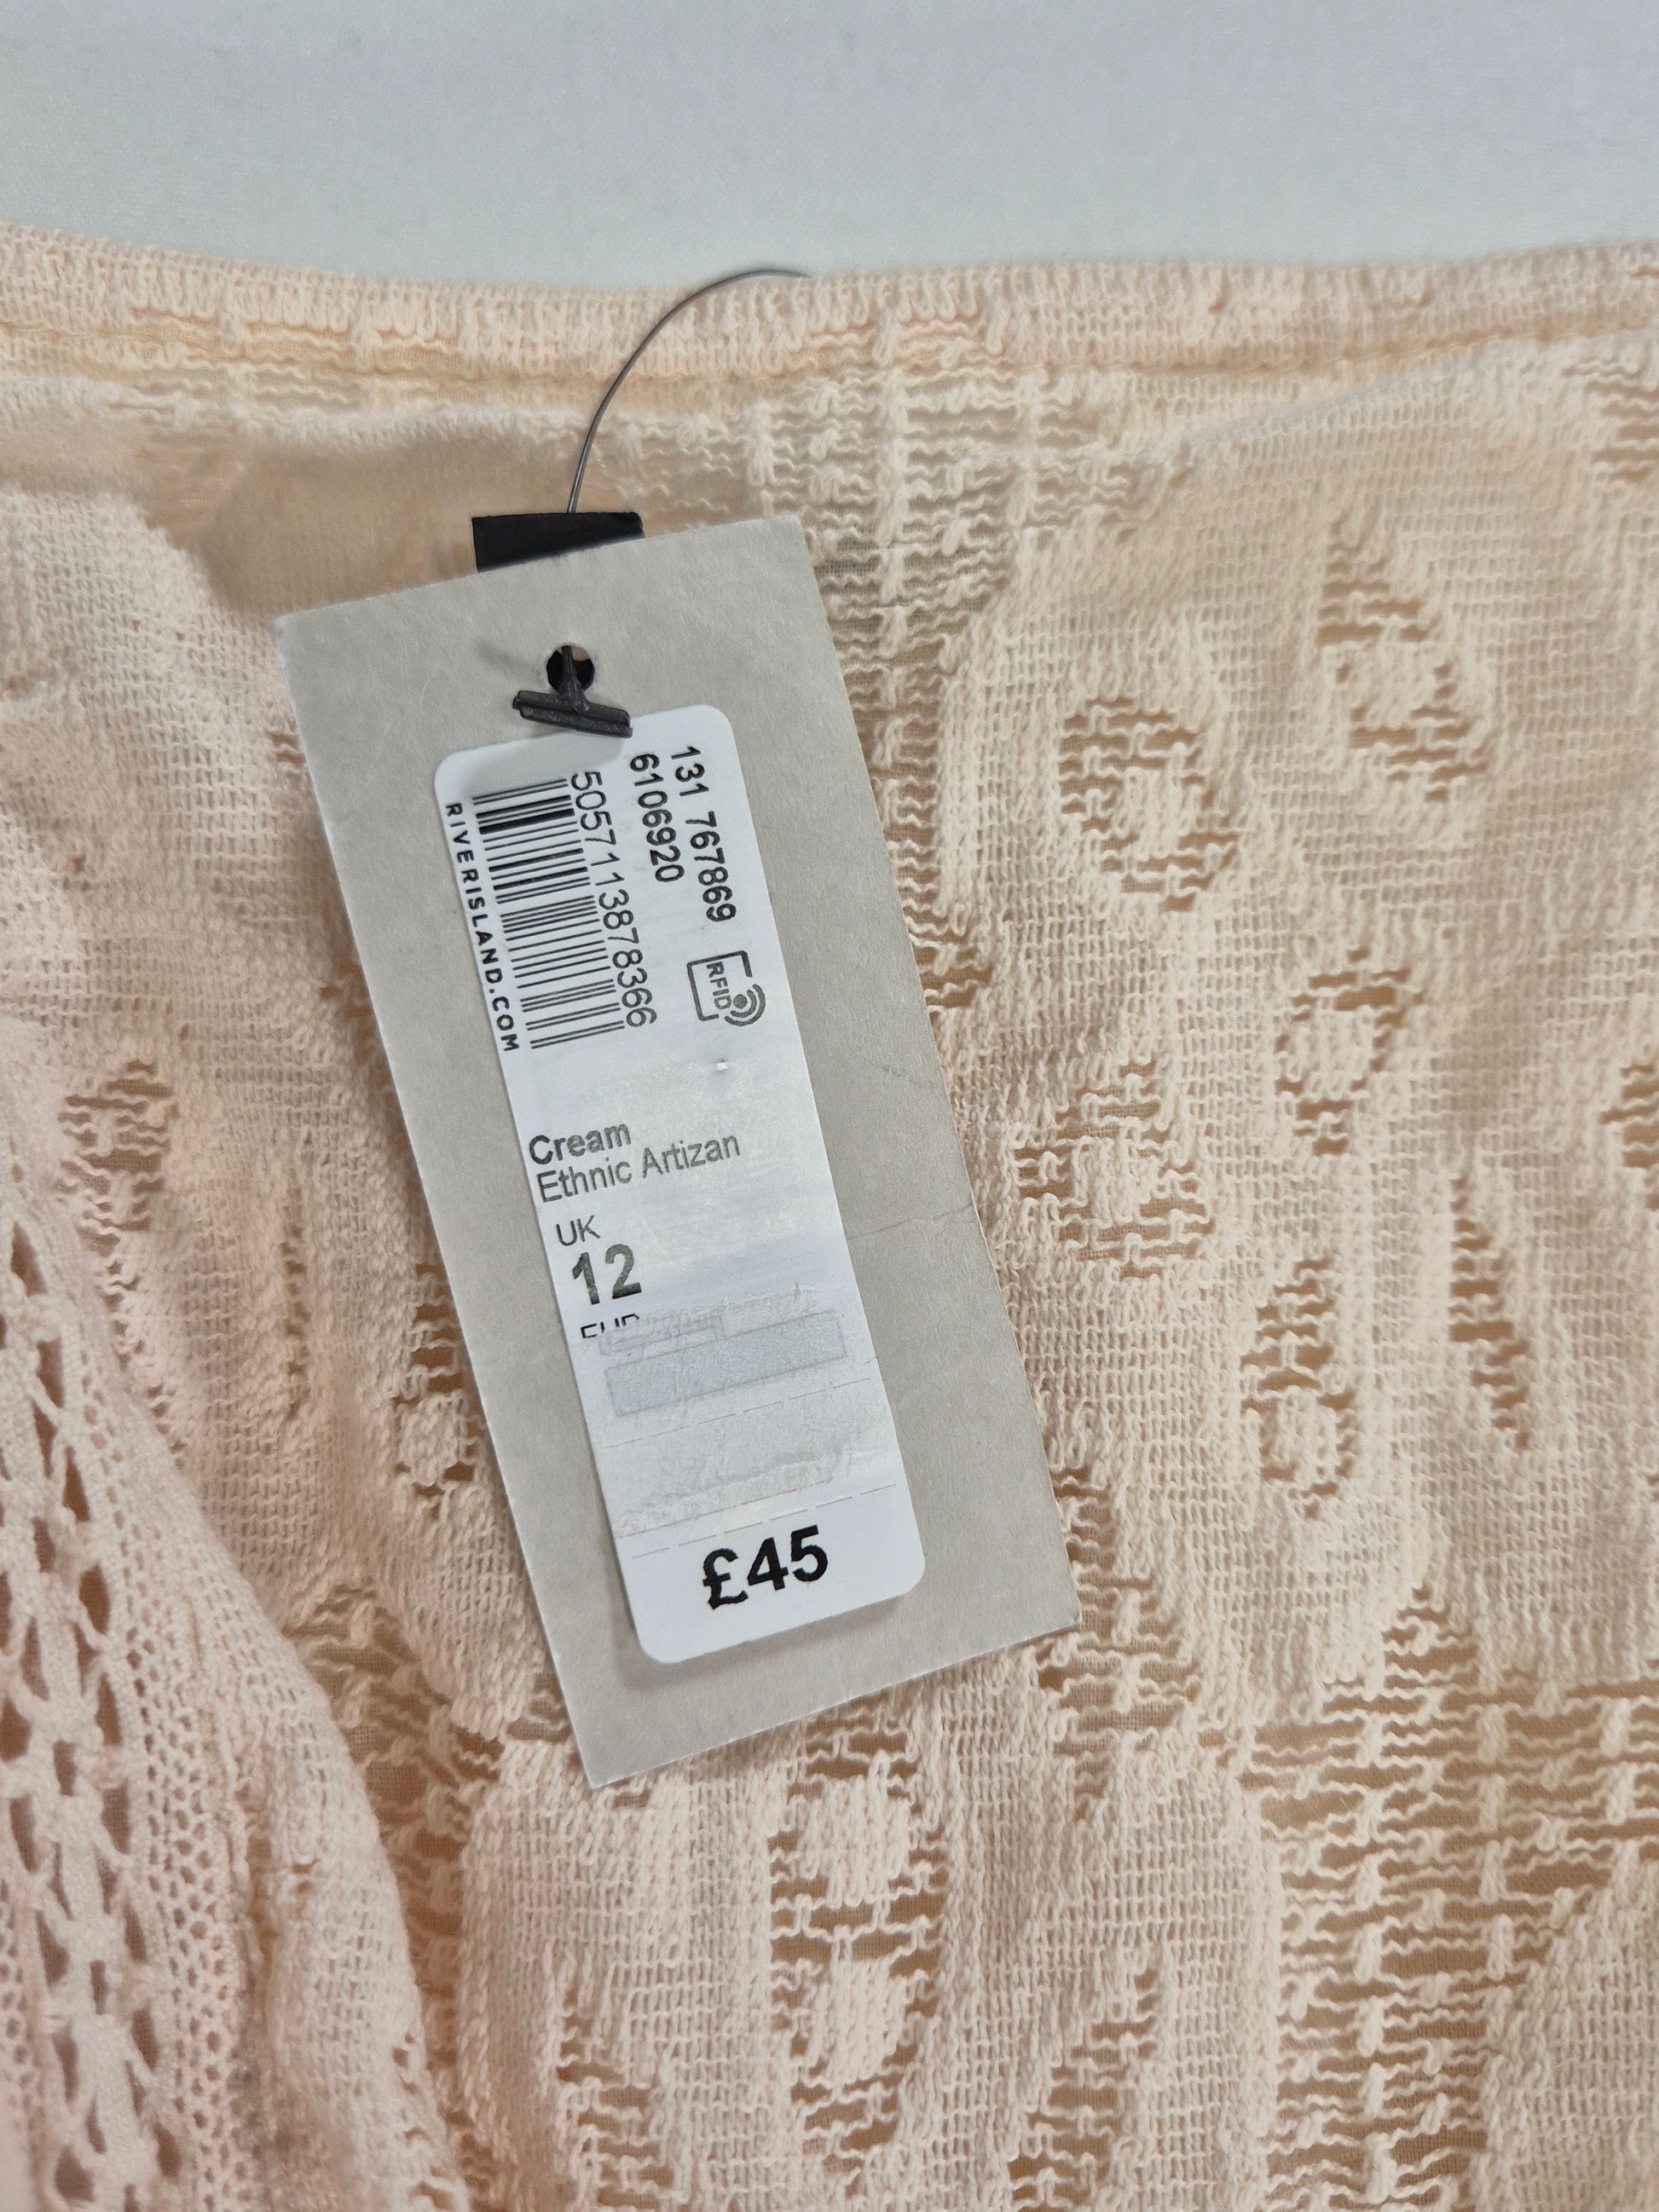 131 767869
6106920
RFID
5057113878366
RIVERISLAND.COM
Cream
Ethnic Artizan
UK
12
£45